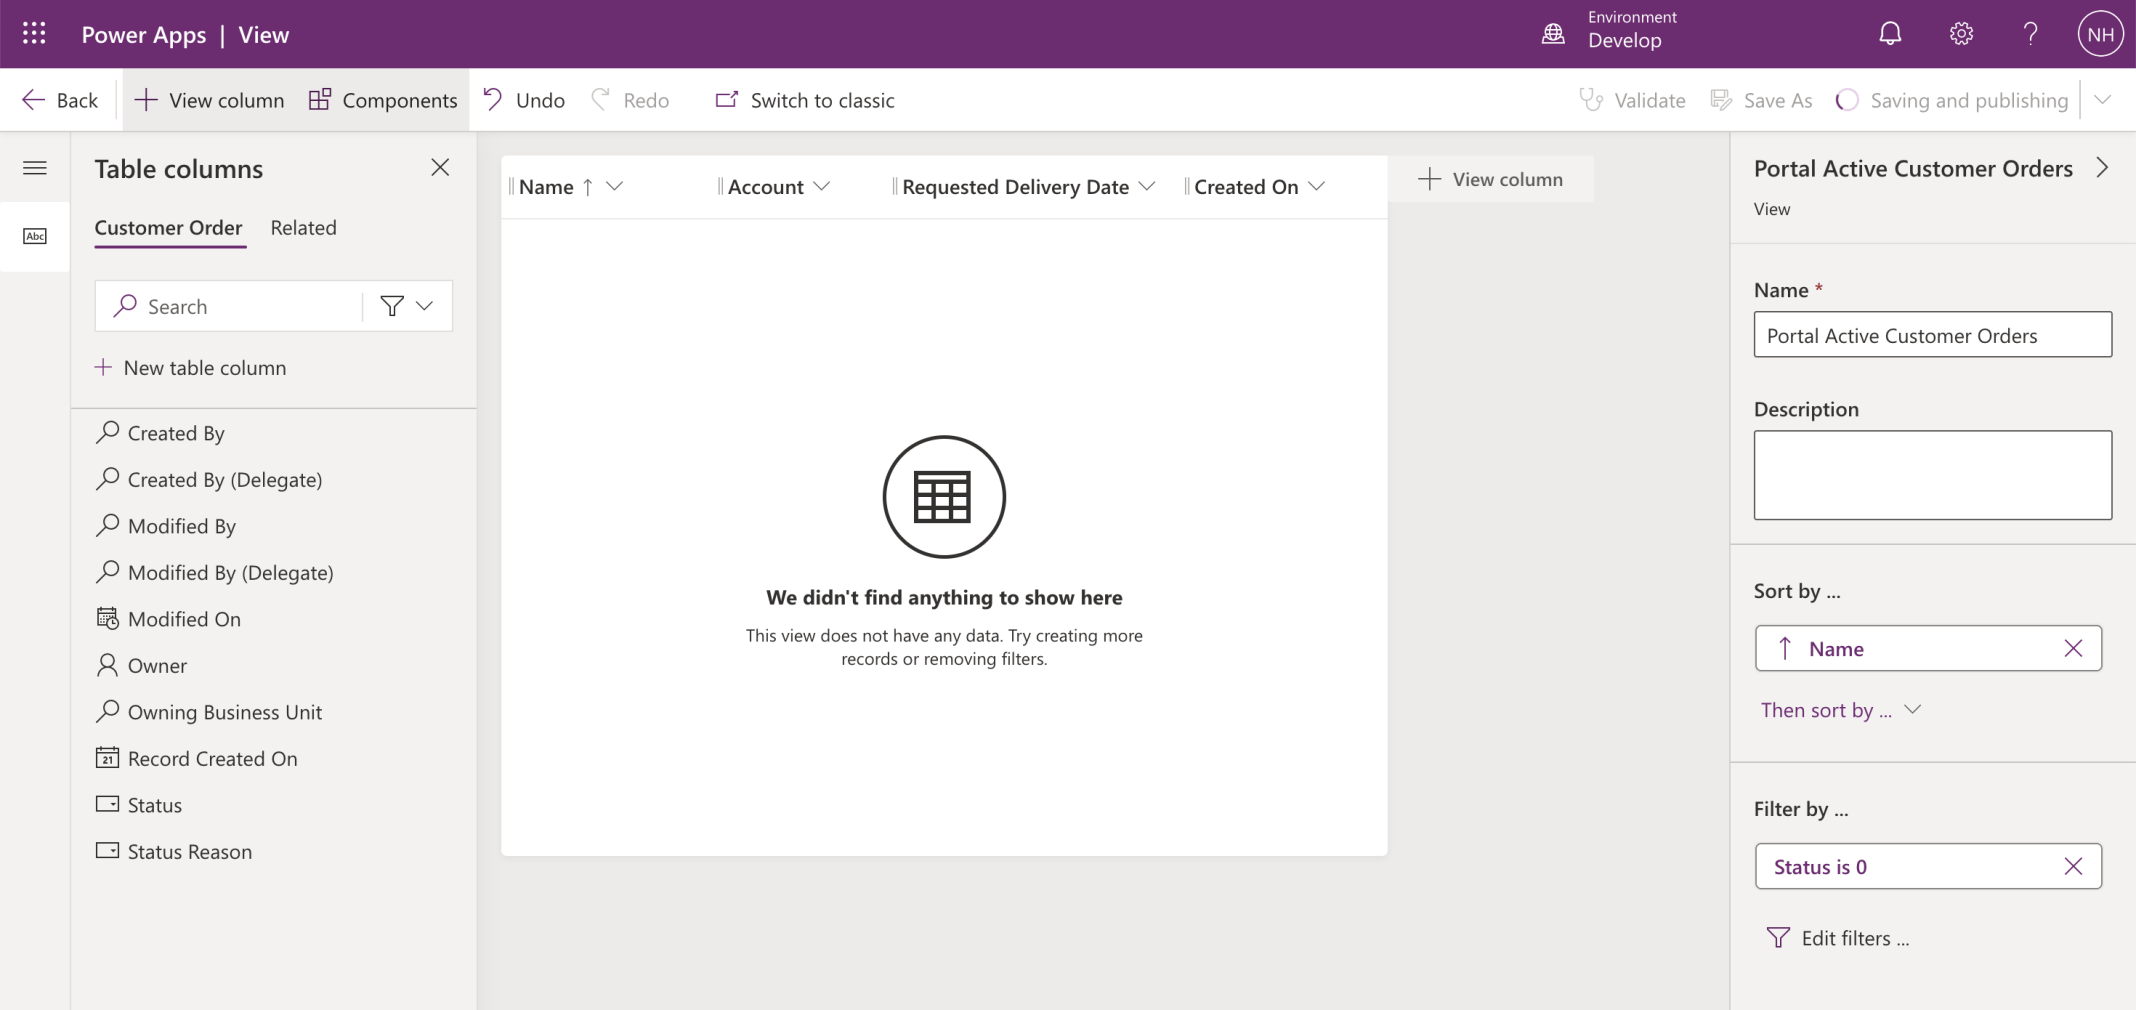 Power Apps | View
Environment
Develop
NH
Back
View column
Components
Undo
Redo
Switch to classic
Validate
Save As
Saving and publishing
Abc
Table columns
Customer Order
Related
Search
New table column
Created By
Created By (Delegate)
Modified By
Modified By (Delegate)
Modified On
Owner
Owning Business Unit
21
Record Created On
Status
Status Reason
Name
Account
Requested Delivery Date
Created On
View column
We didn't find anything to show here
This view does not have any data. Try creating more
records or removing filters.
Portal Active Customer Orders
View
Name *
Portal Active Customer Orders
Description
Sort by ...
Name
Then sort by ...
Filter by ...
Status is 0
Edit filters ...